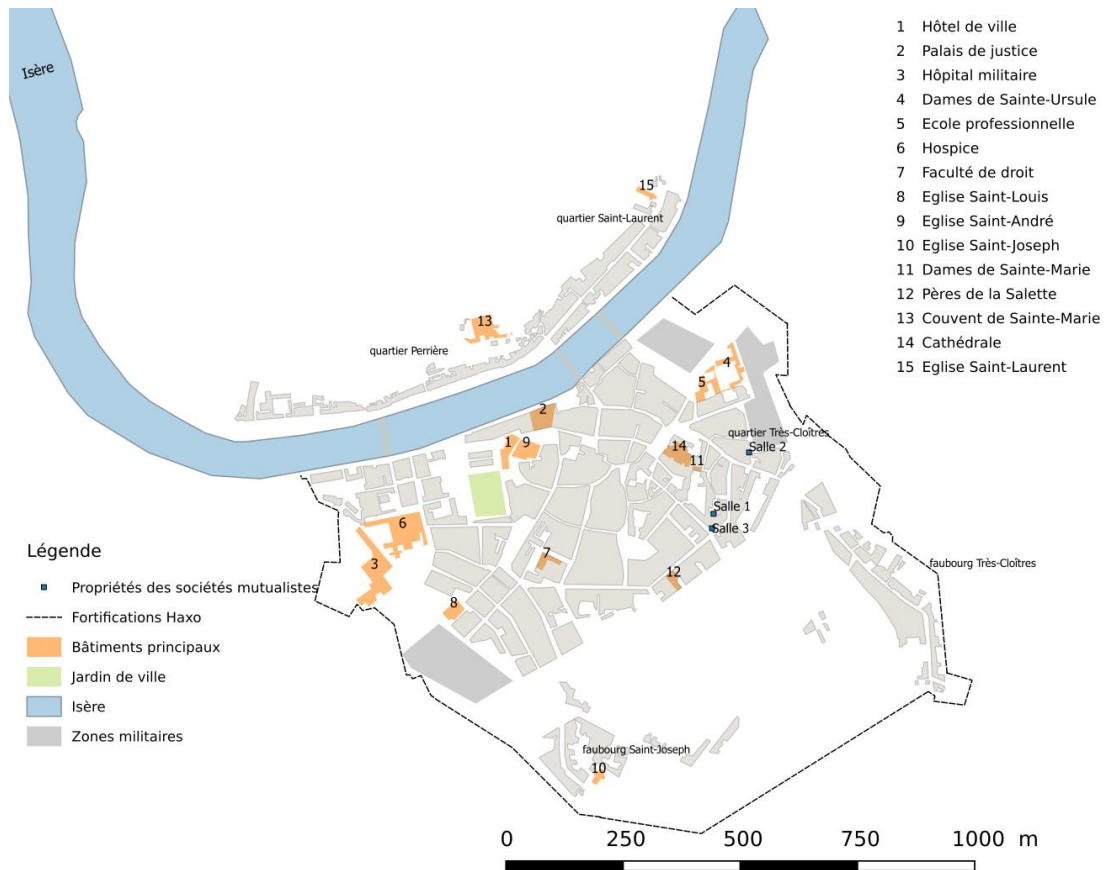 Isère
1 Hôtel de ville
2 Palais de justice
3 Hôpital militaire
4 Dames de Sainte-Ursule
5 Ecole professionnelle
6 Hospice
7 Faculté de droit
8 Eglise Saint-Louis
9 Eglise Saint-André
10 Eglise Saint-Joseph
11 Dames de Sainte-Marie
12 Pères de la Salette
13 Couvent de Sainte-Marie
14 Cathédrale
15 Eglise Saint-Laurent
15
quartier Saint-Laurent
13
quartier Perrière
4
5
2
quartier Très-Cloîtres
1 9
14
Salle 2
11
Salle 1
6
Salle 3
7
3
12
faubourg Très-Cloîtres
8
faubourg Saint-Joseph
10
Légende
Propriétés des sociétés mutualistes
Fortifications Haxo
Bâtiments principaux
Jardin de ville
Isère
Zones militaires
0 250 500 750 1000 m